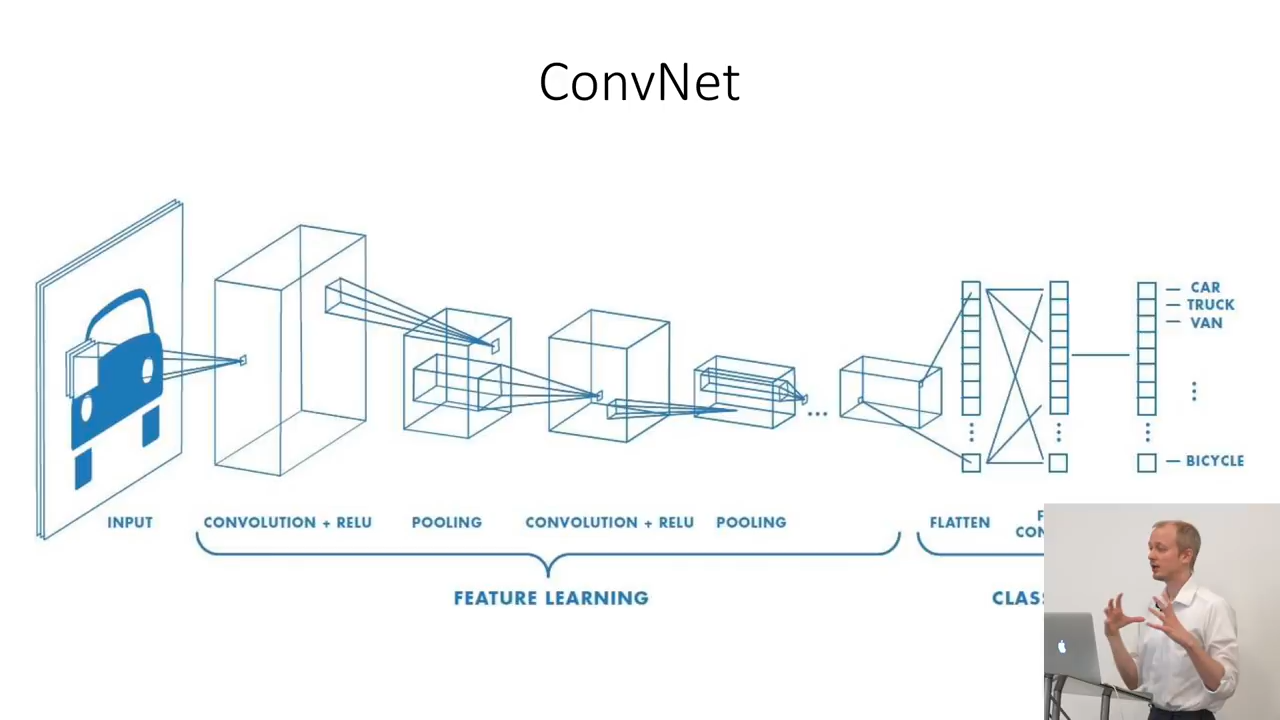 ConvNet
CAR
TRUCK
VAN
BICYCLE
INPUT
CONVOLUTION + RELU
POOLING
CONVOLUTION + RELU
POOLING
FLATTEN
FEATURE LEARNING